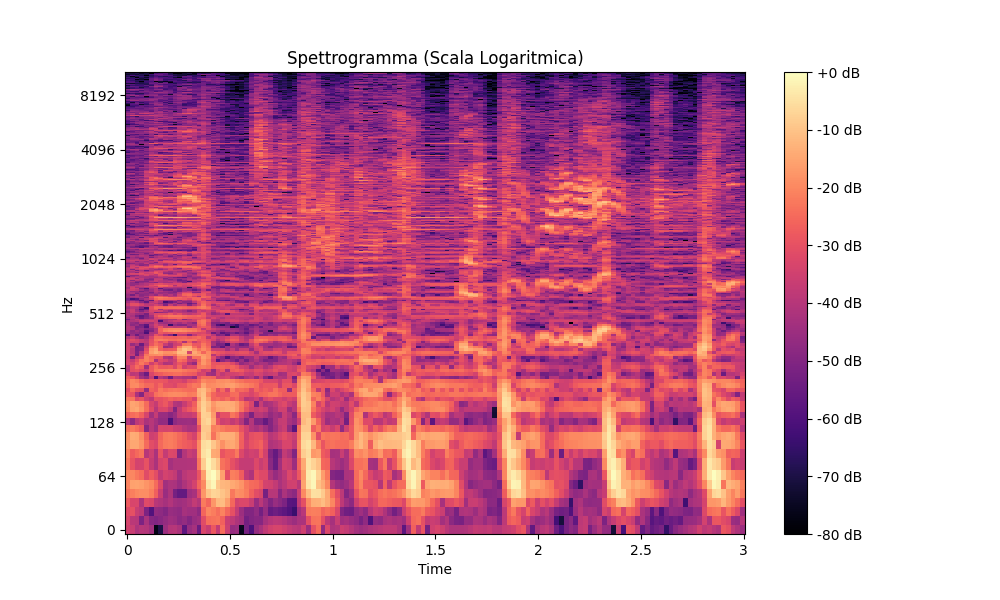 Spettrogramma (Scala Logaritmica)
Hz
8192
4096
2048
1024
512
256
128
64
0
0 0.5 1 1.5 2 2.5 3
Time
+0 dB
-10 dB
-20 dB
-30 dB
-40 dB
-50 dB
-60 dB
-70 dB
-80 dB